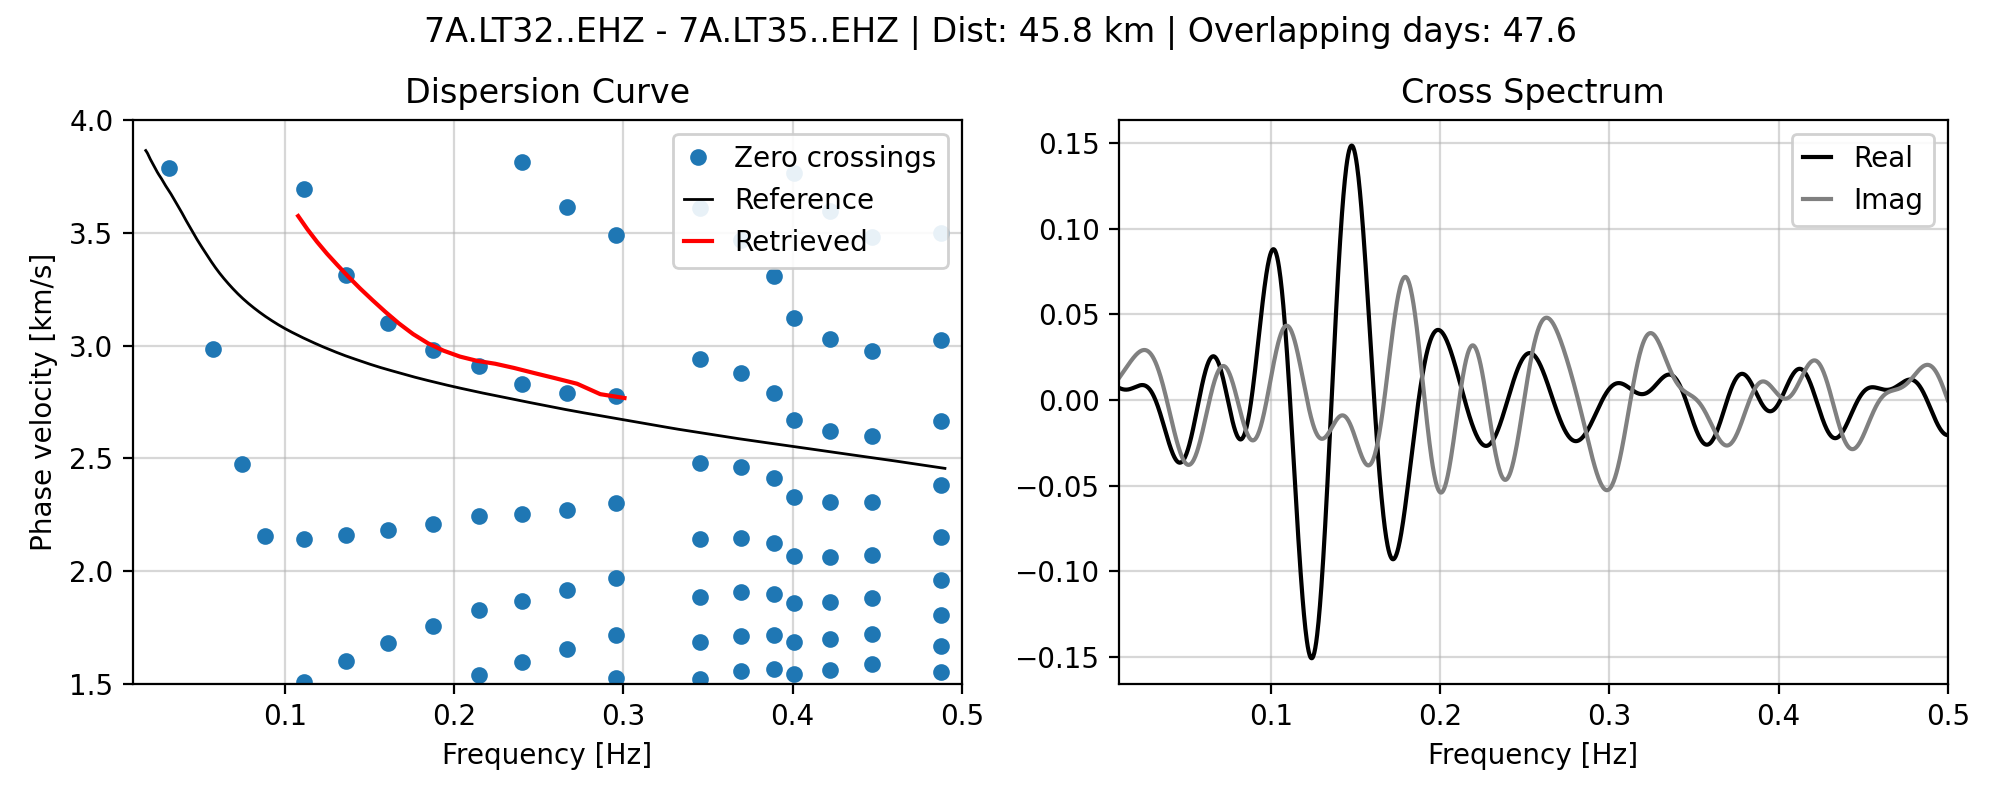 7A.LT32..EHZ - 7A.LT35..EHZ | Dist: 45.8 km | Overlapping days: 47.6
Dispersion Curve
4.0
3.5
3.0
2.5
2.0
1.5
Phase velocity [km/s]
0.1
0.2
0.3
0.4
0.5
Frequency [Hz]
Zero crossings
Reference
Retrieved
Cross Spectrum
0.15
0.10
0.05
0.00
−0.05
−0.10
−0.15
0.1
0.2
0.3
0.4
0.5
Frequency [Hz]
Real
Imag